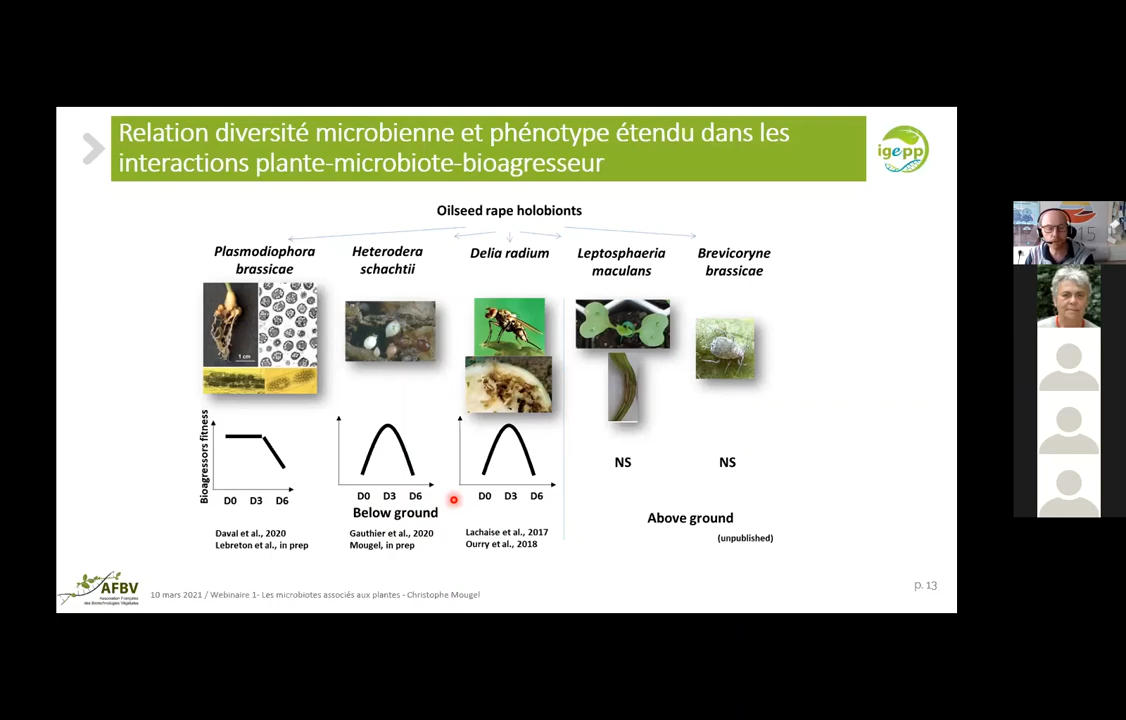 Relation diversité microbienne et phénotype étendu dans les
interactions plante-microbiote-bioagresseur
igepp
Oilseed rape holobionts
Plasmodiophora
brassicae
Heterodera
schachtii
Delia radium
Leptosphaeria
maculans
Brevicoryne
brassicae
1 cm
Bioagressors fitness
D0 D3 D6
D0 D3 D6
D0 D3 D6
NS
NS
Below ground
Above ground
(unpublished)
Daval et al., 2020
Lebreton et al., in prep
Gauthier et al., 2020
Mougel, in prep
Lachaise et al., 2017
Ourry et al., 2018
AFBV
Association Française
des Biotechnologies Végétales
10 mars 2021 / Webinaire 1- Les microbiotes associés aux plantes - Christophe Mougel
p. 13
15